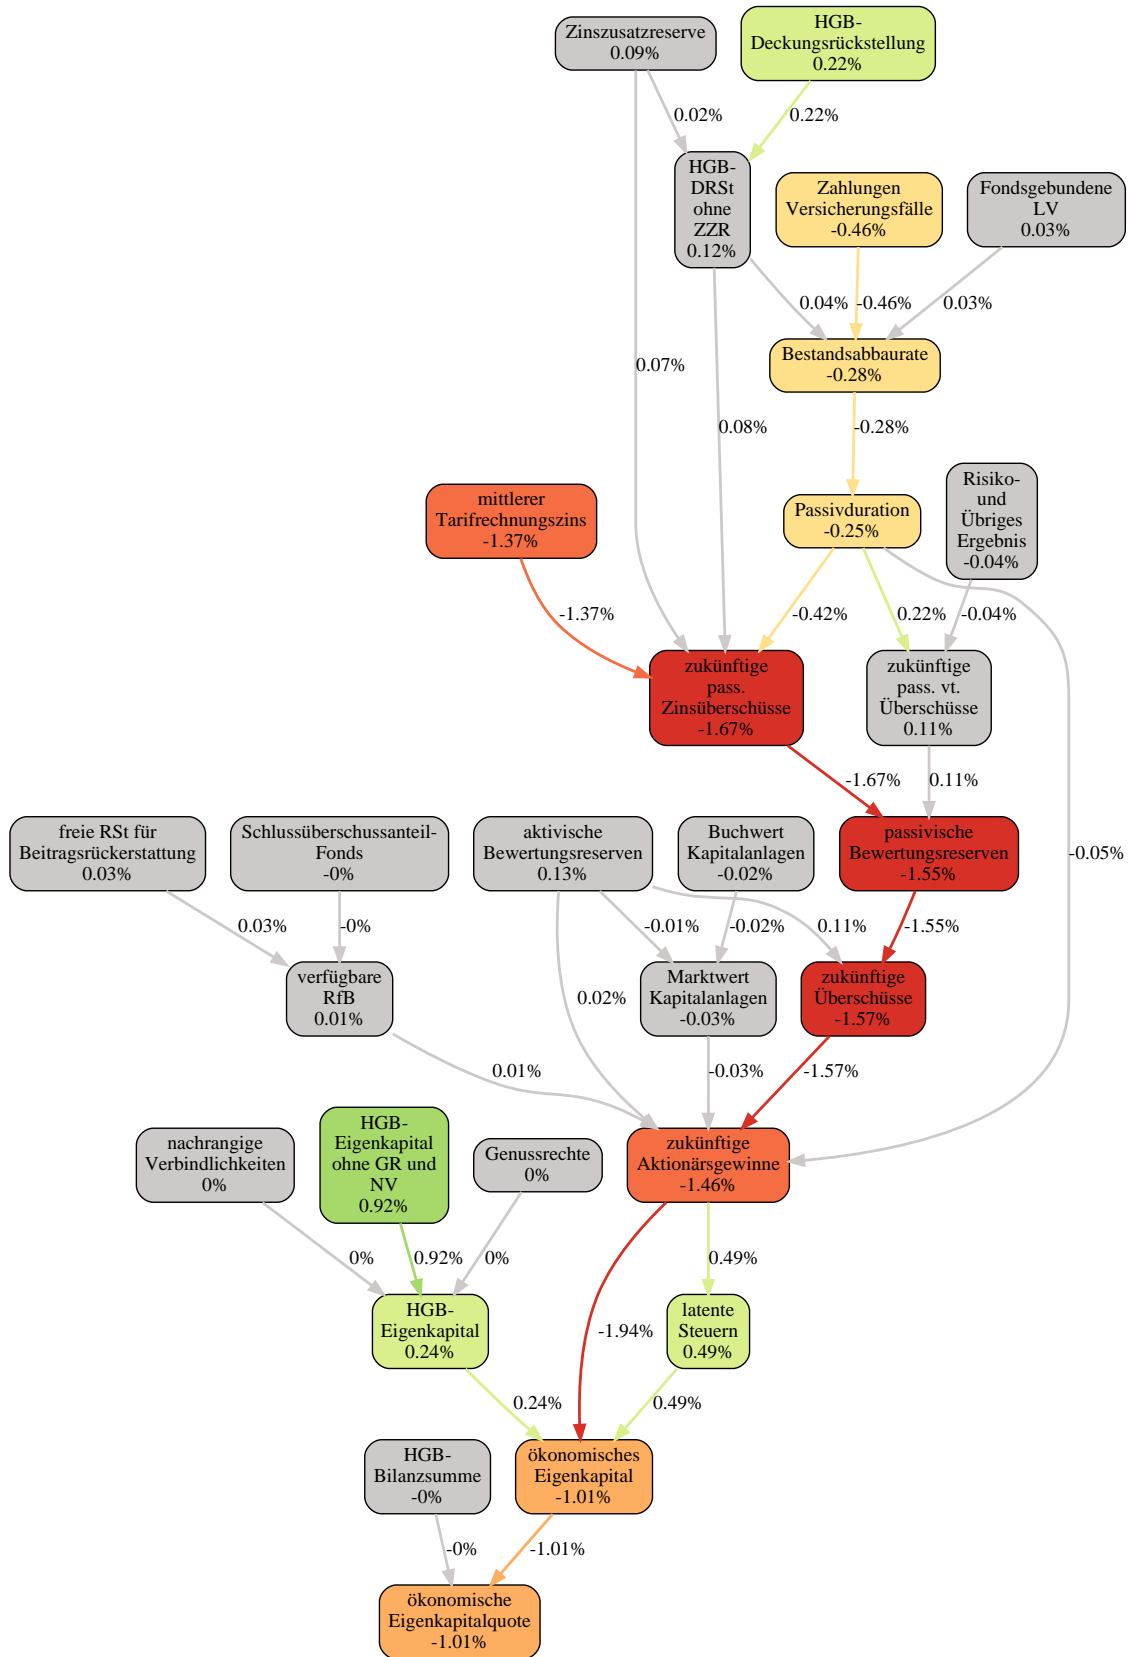 Zinszusatzreserve
0.09%
HGB-
Deckungsrückstellung
0.22%
0.02%
0.22%
HGB-
DRSt
ohne
ZZR
0.12%
Zahlungen
Versicherungsfälle
-0.46%
Fondsgebundene
LV
0.03%
0.04%
-0.46%
0.03%
Bestandsabbaurate
-0.28%
0.07%
0.08%
-0.28%
mittlerer
Tarifrechnungszins
-1.37%
Passivduration
-0.25%
Risiko-
und
Übriges
Ergebnis
-0.04%
-1.37%
-0.42%
0.22%
-0.04%
zukünftige
pass.
Zinsüberschüsse
-1.67%
zukünftige
pass. vt.
Überschüsse
0.11%
-1.67%
0.11%
freie RSt für
Beitragsrückerstattung
0.03%
Schlussüberschussanteil-
Fonds
-0%
aktivische
Bewertungsreserven
0.13%
Buchwert
Kapitalanlagen
-0.02%
passivische
Bewertungsreserven
-1.55%
-0.05%
0.03%
-0%
-0.01%
-0.02%
0.11%
-1.55%
verfügbare
RfB
0.01%
0.02%
Marktwert
Kapitalanlagen
-0.03%
zukünftige
Überschüsse
-1.57%
0.01%
-0.03%
-1.57%
nachrangige
Verbindlichkeiten
0%
HGB-
Eigenkapital
ohne GR und
NV
0.92%
Genussrechte
0%
zukünftige
Aktionärsgewinne
-1.46%
0%
0.92%
0%
0.49%
HGB-
Eigenkapital
0.24%
-1.94%
latente
Steuern
0.49%
0.24%
0.49%
HGB-
Bilanzsumme
-0%
ökonomisches
Eigenkapital
-1.01%
-0%
-1.01%
ökonomische
Eigenkapitalquote
-1.01%